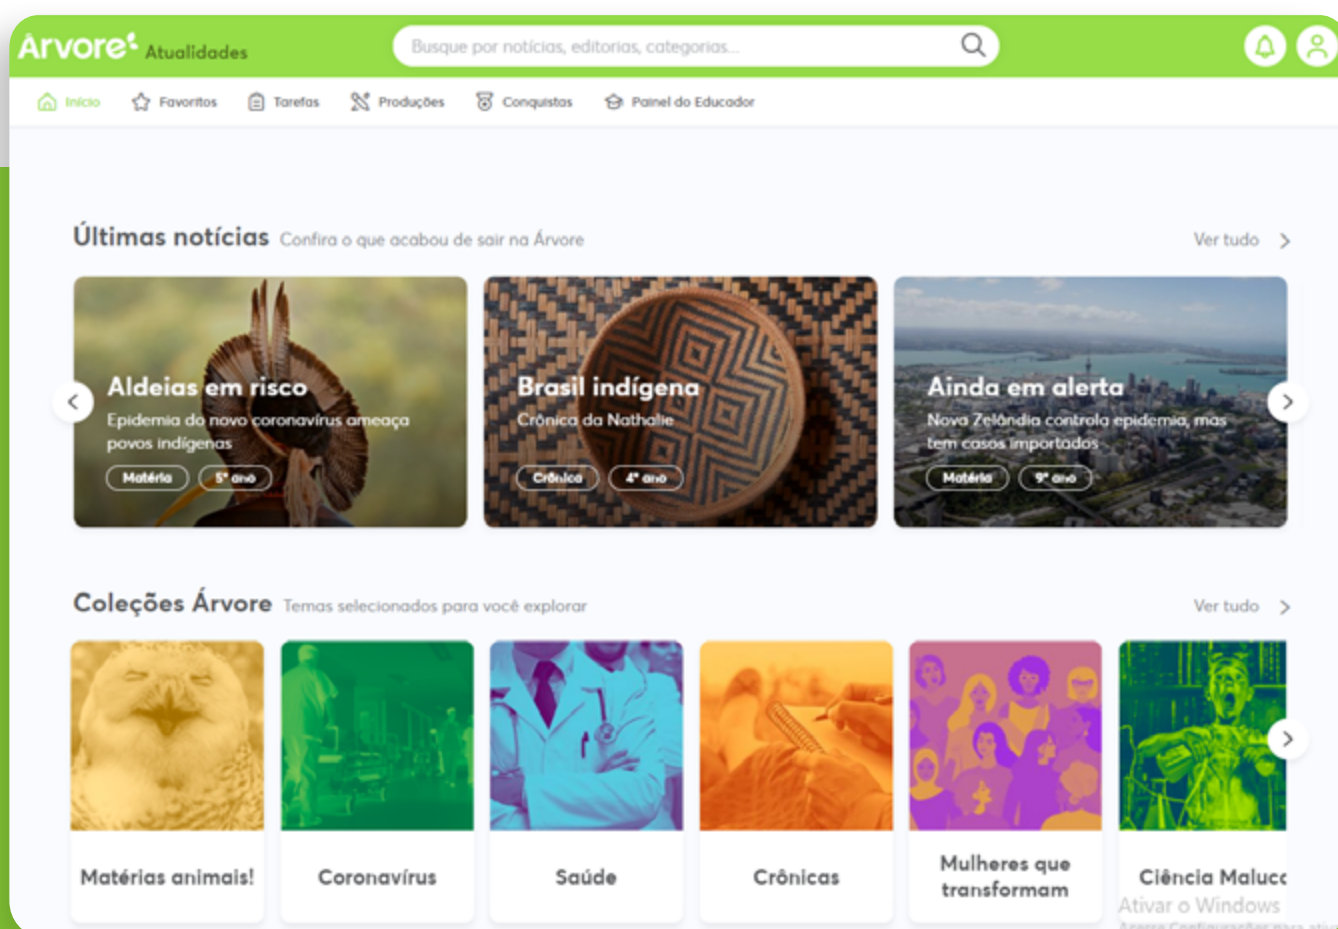 Árvore Atualidades
Busque por notícias, editorias, categorias...
Início Favoritos Tarefas Produções Conquistas Painel do Educador
Últimas notícias Confira o que acabou de sair na Árvore Ver tudo
Aldeias em risco
Epidemia do novo coronavírus ameaça
povos indígenas
Matéria 5º ano
Brasil indígena
Crônica da Nathalie
Crônica 4º ano
Ainda em alerta
Nova Zelândia controla epidemia, mas
tem casos importados
Matéria 9º ano
Coleções Árvore Temas selecionados para você explorar Ver tudo
Matérias animais!
Coronavírus
Saúde
Crônicas
Mulheres que
transformam
Ciência Maluc
Ativar o Windows